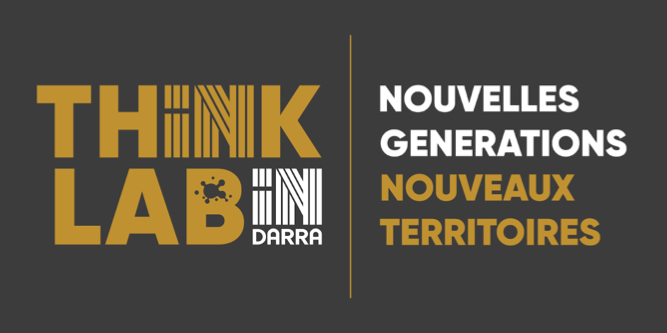 THiNK
LAB iN
DARRA
NOUVELLES
GENERATIONS
NOUVEAUX
TERRITOIRES